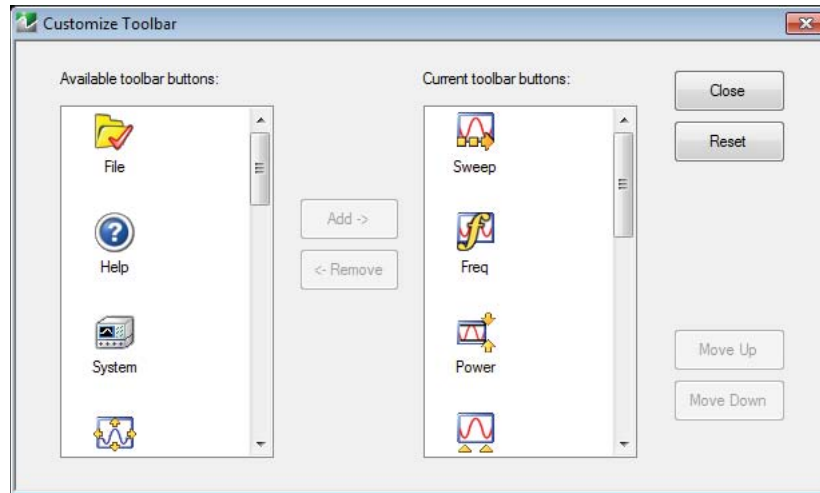 Customize Toolbar
Available toolbar buttons:
Current toolbar buttons:
File
Help
System
Add ->
<- Remove
Sweep
Freq
Power
Close
Reset
Move Up
Move Down